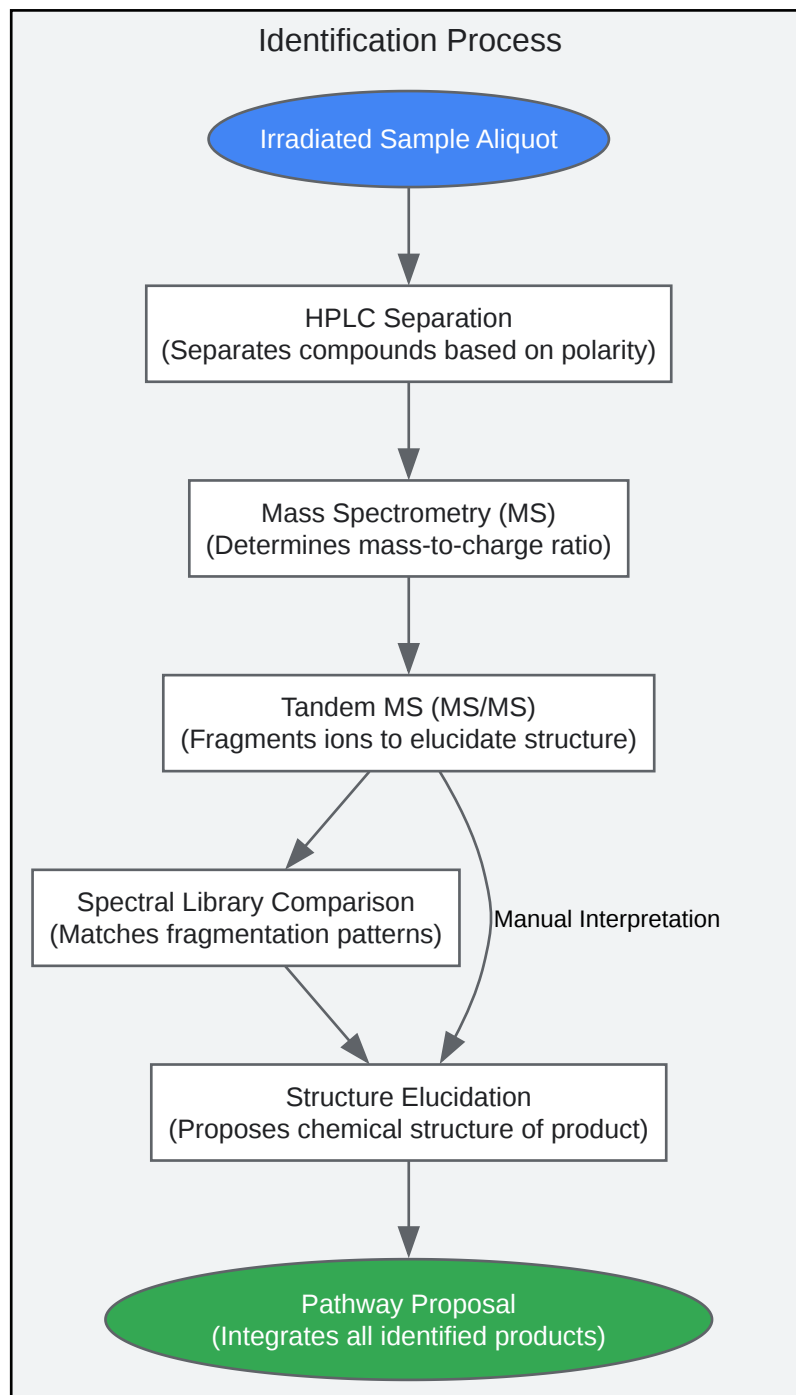 Identification Process
Irradiated Sample Aliquot
HPLC Separation
(Separates compounds based on polarity)
Mass Spectrometry (MS)
(Determines mass-to-charge ratio)
Tandem MS (MS/MS)
(Fragments ions to elucidate structure)
Spectral Library Comparison
(Matches fragmentation patterns)
Manual Interpretation
Structure Elucidation
(Proposes chemical structure of product)
Pathway Proposal
(Integrates all identified products)